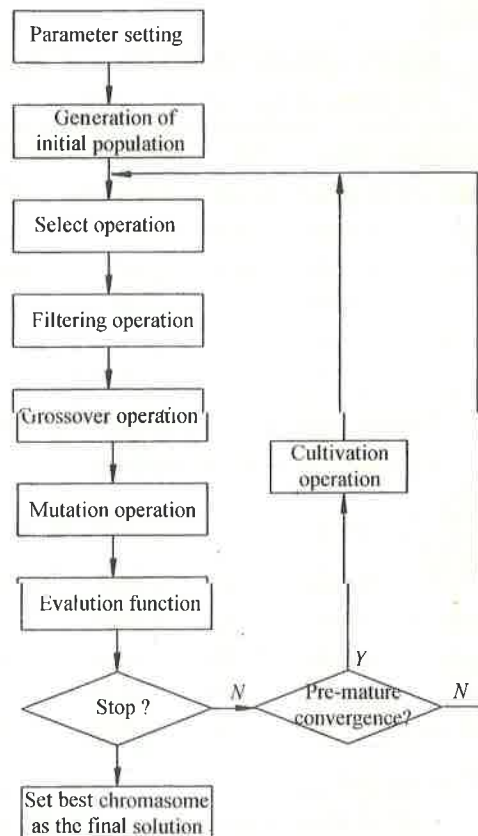 Parameter setting
Generation of
initial population
Select operation
Filtering operation
Grossover operation
Cultivation
operation
Mutation operation
Evalution function
Stop ?
N
Y
Pre-mature
convergence?
N
Set best chromasome
as the final solution